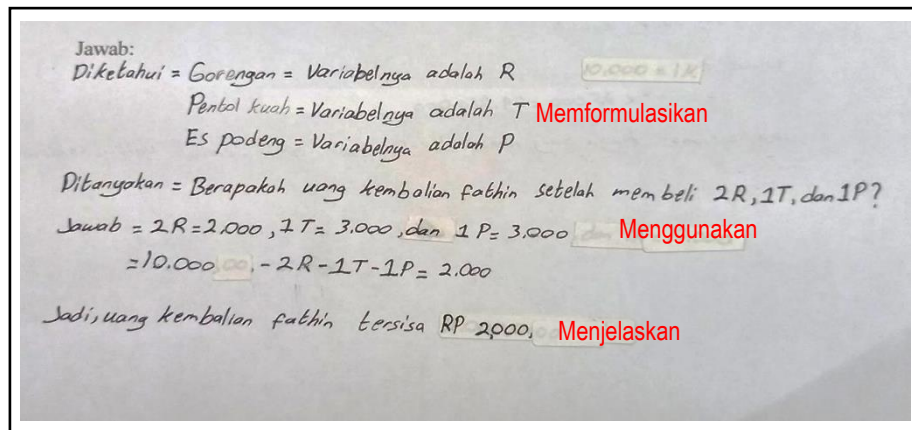 Jawab:
Diketahui = Gorengan = Variabelnya adalah R
Pentol kuah = Variabelnya adalah T Memformulasikan
Es podeng = Variabelnya adalah P
Ditanyakan = Berapakah uang kembalian fathin setelah membeli 2R, 1T, dan 1P?
Jawab = 2R = 2.000, 1T = 3.000, dan 1P = 3.000 Menggunakan
= 10.000 - 2R - 1T - 1P = 2.000
Jadi, uang kembalian fathin tersisa RP 2000, Menjelaskan